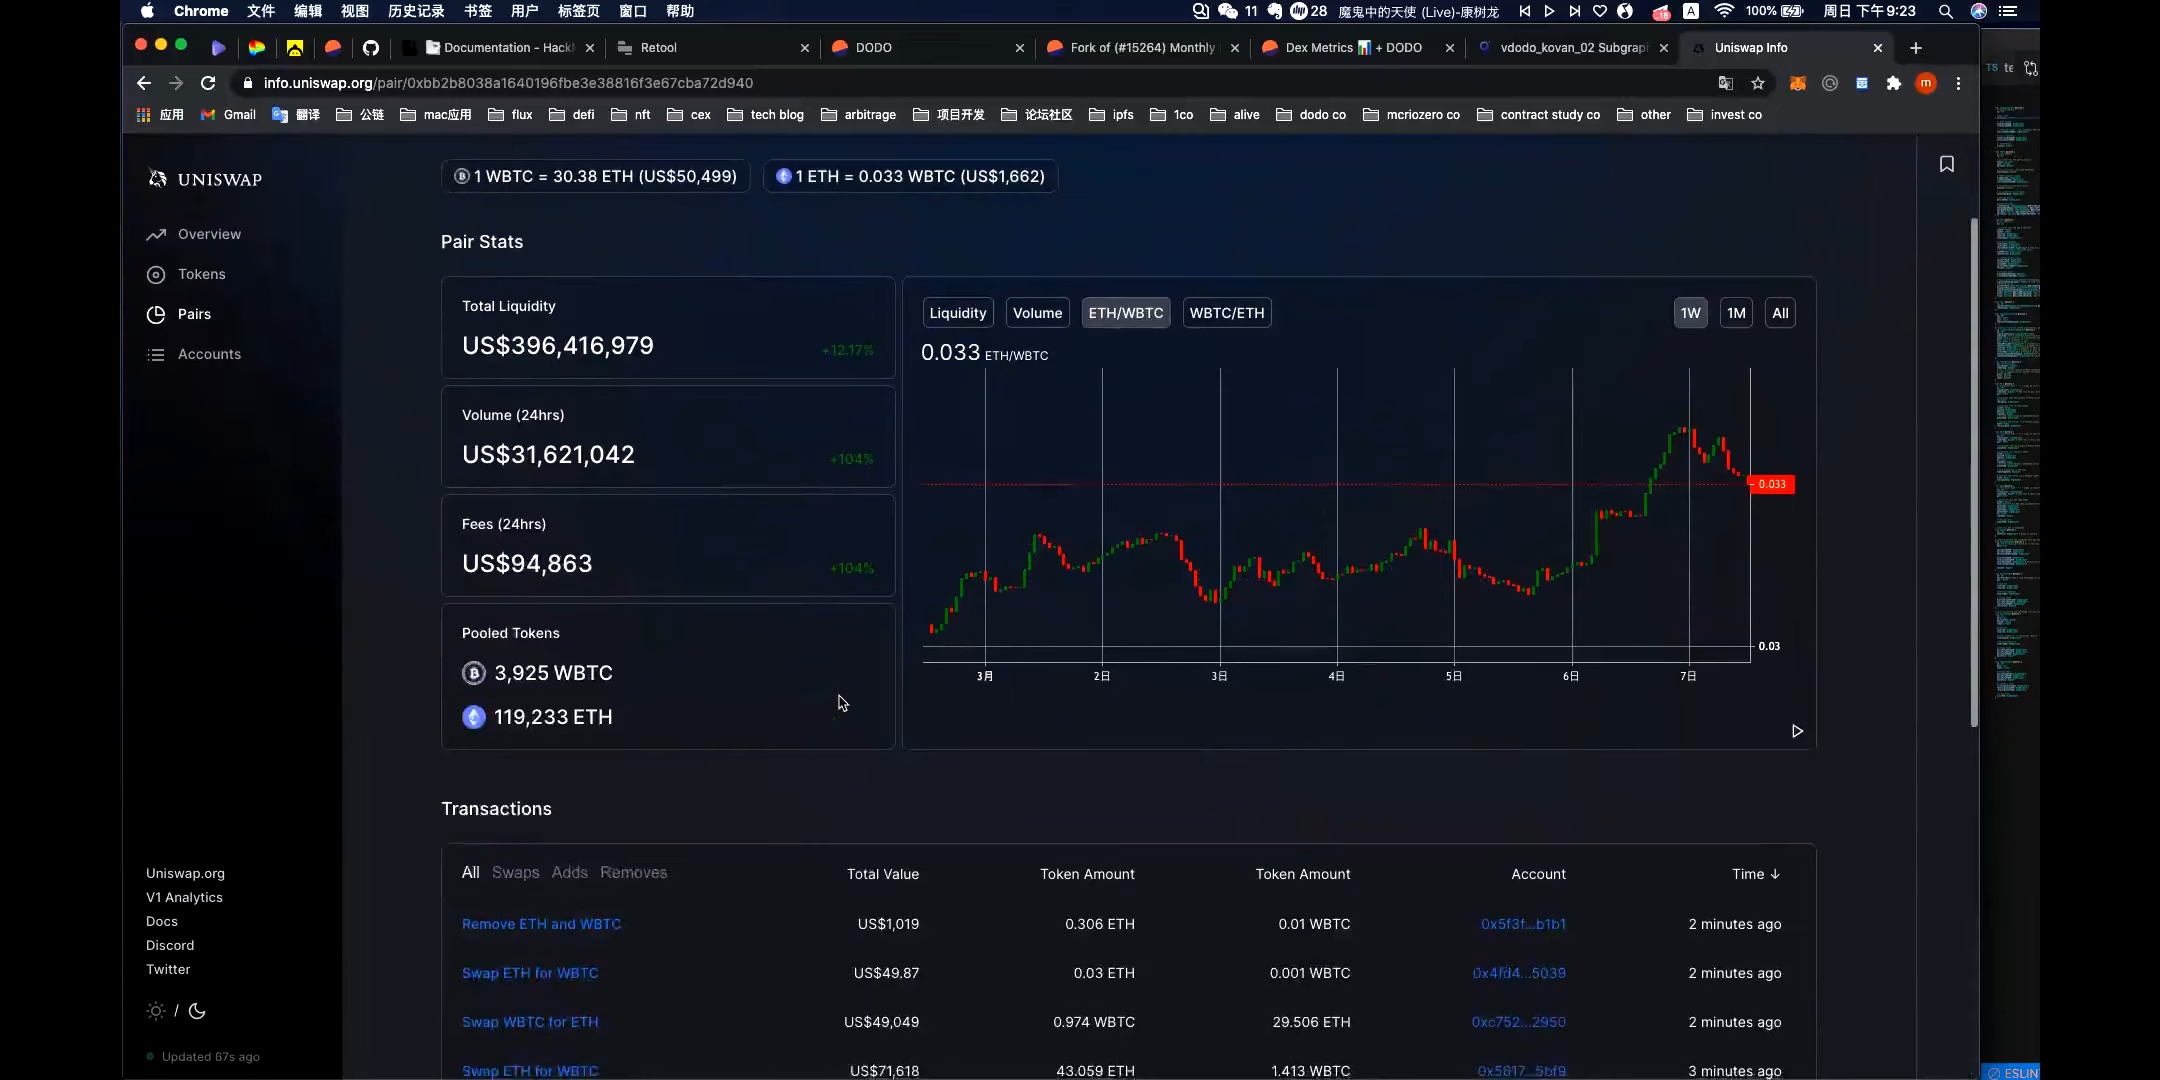 Chrome 文件 编辑 视图 历史记录 书签 用户 标签页 窗口 帮助 11 28 魔鬼中的天使 (Live)-康树龙 A 100% 周日 下午9:23
Documentation - Hack Retool DODO Fork of (#15264) Monthly Dex Metrics 📊 + DODO vdodo_kovan_02 Subgrap Uniswap Info
info.uniswap.org/pair/0xbb2b8038a1640196fbe3e38816f3e67cba72d940
应用 Gmail 翻译 公链 mac应用 flux defi nft cex tech blog arbitrage 项目开发 论坛社区 ipfs 1co alive dodo co mcriozero co contract study co other invest co
UNISWAP
Overview
Tokens
Pairs
Accounts
1 WBTC = 30.38 ETH (US$50,499) 1 ETH = 0.033 WBTC (US$1,662)
Pair Stats
Total Liquidity
US$396,416,979 +12.17%
Volume (24hrs)
US$31,621,042 +104%
Fees (24hrs)
US$94,863 +104%
Pooled Tokens
3,925 WBTC
119,233 ETH
Liquidity Volume ETH/WBTC WBTC/ETH 1W 1M All
0.033 ETH/WBTC
0.033
0.03
3月 2日 3日 4日 5日 6日 7日
Transactions
All Swaps Adds Removes Total Value Token Amount Token Amount Account Time ↓
Remove ETH and WBTC US$1,019 0.306 ETH 0.01 WBTC 0x5f3f...b1b1 2 minutes ago
Swap ETH for WBTC US$49.87 0.03 ETH 0.001 WBTC 0x4fd4...5039 2 minutes ago
Swap WBTC for ETH US$49,049 0.974 WBTC 29.506 ETH 0xc752...2950 2 minutes ago
Swap ETH for WBTC US$71,618 43.059 ETH 1.413 WBTC 0x5817...5bf9 3 minutes ago
Uniswap.org
V1 Analytics
Docs
Discord
Twitter
/
Updated 67s ago
TS te
ESLIN